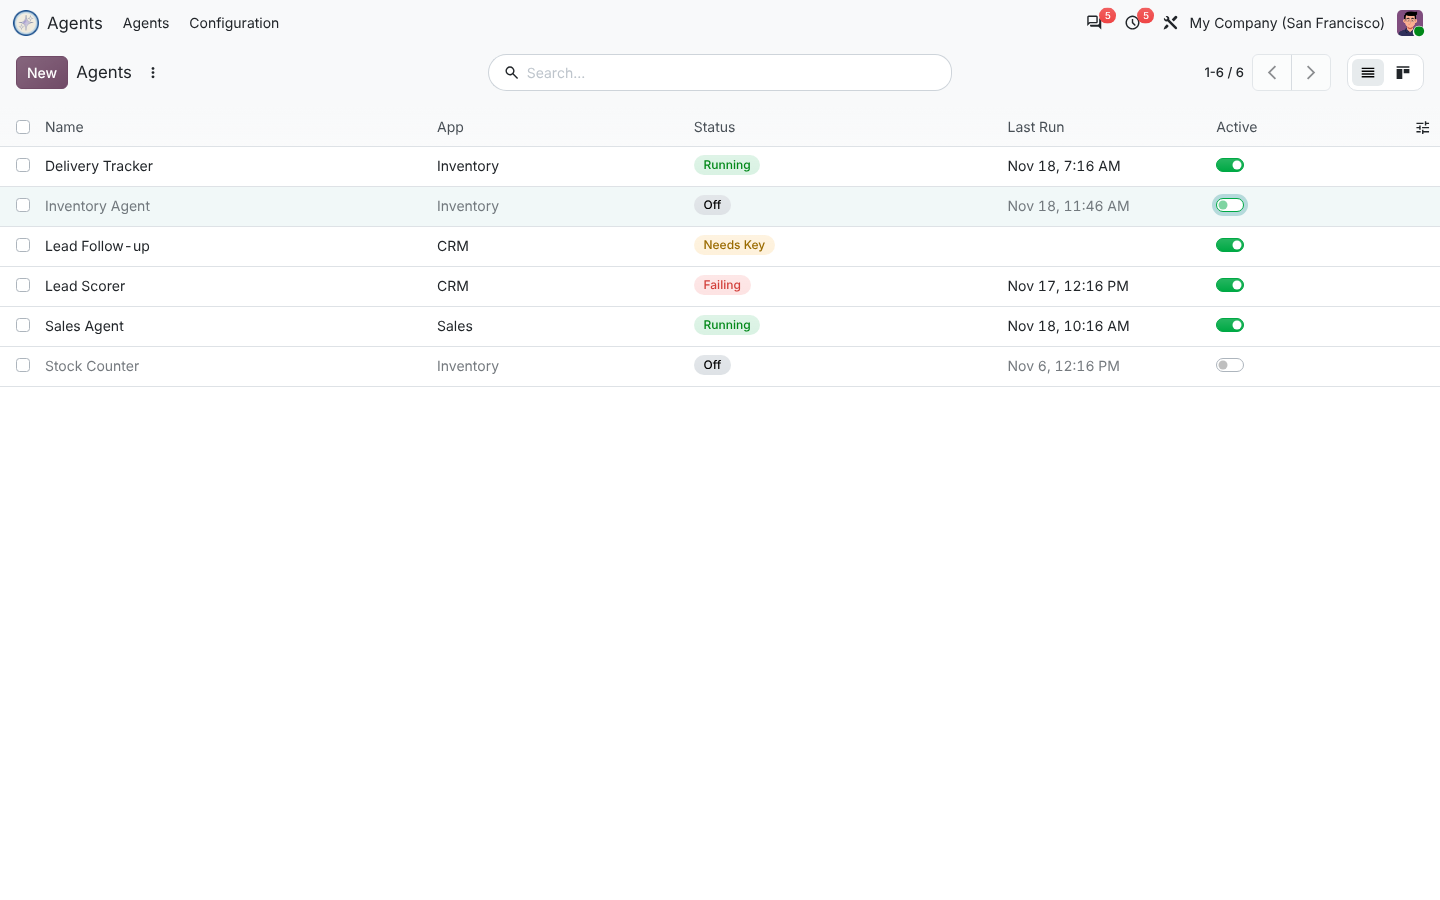 Agents Agents Configuration 5 5 My Company (San Francisco)
New Agents Search... 1-6 / 6
Name App Status Last Run Active
Delivery Tracker Inventory Running Nov 18, 7:16 AM
Inventory Agent Inventory Off Nov 18, 11:46 AM
Lead Follow-up CRM Needs Key
Lead Scorer CRM Failing Nov 17, 12:16 PM
Sales Agent Sales Running Nov 18, 10:16 AM
Stock Counter Inventory Off Nov 6, 12:16 PM